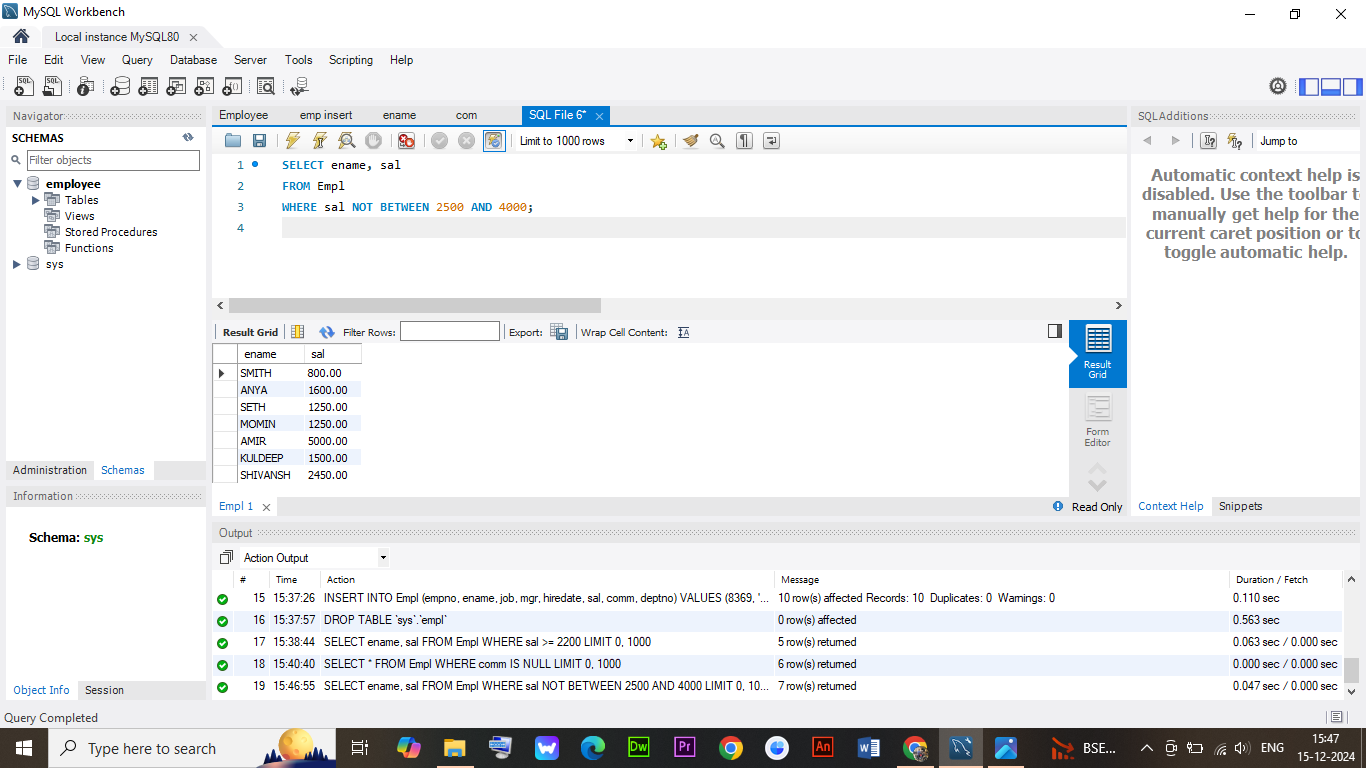 MySQL Workbench
Local instance MySQL80
File Edit View Query Database Server Tools Scripting Help
Navigator
SCHEMAS
Filter objects
employee
Tables
Views
Stored Procedures
Functions
sys
Administration Schemas
Information
Schema: sys
Object Info Session
Query Completed
Employee emp insert ename com SQL File 6*
Limit to 1000 rows
1 SELECT ename, sal
2 FROM Empl
3 WHERE sal NOT BETWEEN 2500 AND 4000;
4
Result Grid Filter Rows: Export: Wrap Cell Content:
ename sal
SMITH 800.00
ANYA 1600.00
SETH 1250.00
MOMIN 1250.00
AMIR 5000.00
KULDEEP 1500.00
SHIVANSH 2450.00
Result
Grid
Form
Editor
Empl 1 Read Only
SQLAdditions
Jump to
Automatic context help is
disabled. Use the toolbar t
manually get help for the
current caret position or to
toggle automatic help.
Context Help Snippets
Output
Action Output
# Time Action Message Duration / Fetch
15 15:37:26 INSERT INTO Empl (empno, ename, job, mgr, hiredate, sal, comm, deptno) VALUES (8369, '... 10 row(s) affected Records: 10 Duplicates: 0 Warnings: 0 0.110 sec
16 15:37:57 DROP TABLE `sys`.`empl` 0 row(s) affected 0.563 sec
17 15:38:44 SELECT ename, sal FROM Empl WHERE sal >= 2200 LIMIT 0, 1000 5 row(s) returned 0.063 sec / 0.000 sec
18 15:40:40 SELECT * FROM Empl WHERE comm IS NULL LIMIT 0, 1000 6 row(s) returned 0.000 sec / 0.000 sec
19 15:46:55 SELECT ename, sal FROM Empl WHERE sal NOT BETWEEN 2500 AND 4000 LIMIT 0, 10... 7 row(s) returned 0.047 sec / 0.000 sec
Type here to search
Dw
Pr
An
BSE...
ENG
15:47
15-12-2024